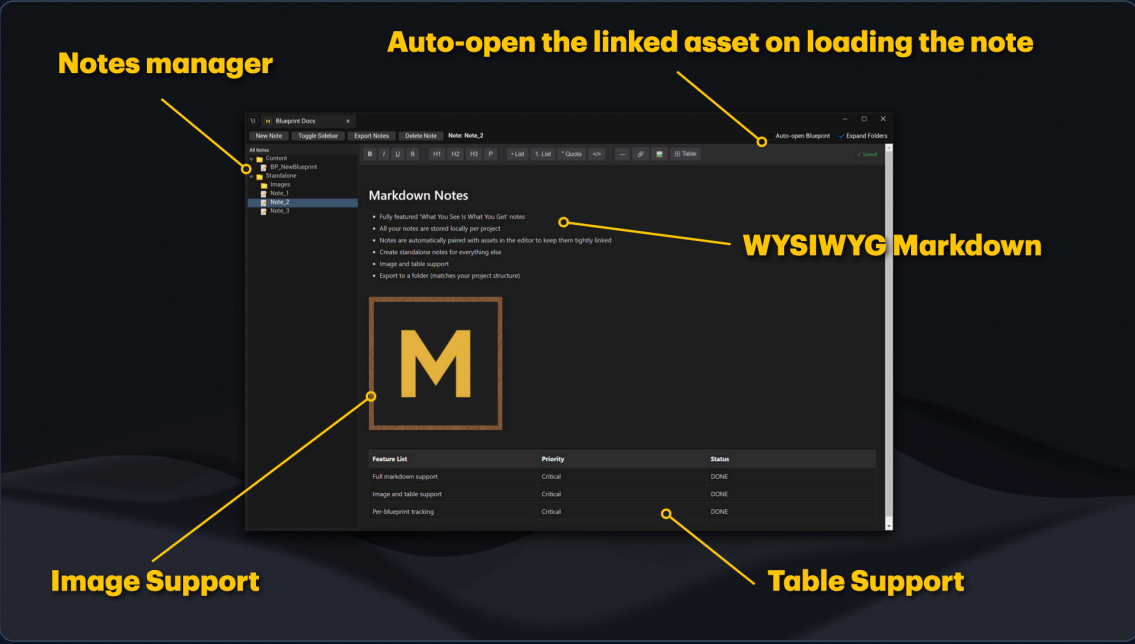 Auto-open the linked asset on loading the note
Notes manager
M Blueprint Docs
New Note Toggle Sidebar Export Notes Delete Note Note: Note_2 Auto-open Blueprint Expand Folders
All Notes
Content
BP_NewBlueprint
Standalone
Images
Note_1
Note_2
Note_3
B I U S H1 H2 H3 P • List 1. List " Quote </> — Table ✓ Saved
Markdown Notes
• Fully featured 'What You See Is What You Get' notes
• All your notes are stored locally per project
• Notes are automatically paired with assets in the editor to keep them tightly linked
• Create standalone notes for everything else
• Image and table support
• Export to a folder (matches your project structure)
WYSIWYG Markdown
M
Feature List Priority Status
Full markdown support Critical DONE
Image and table support Critical DONE
Per-blueprint tracking Critical DONE
Image Support
Table Support